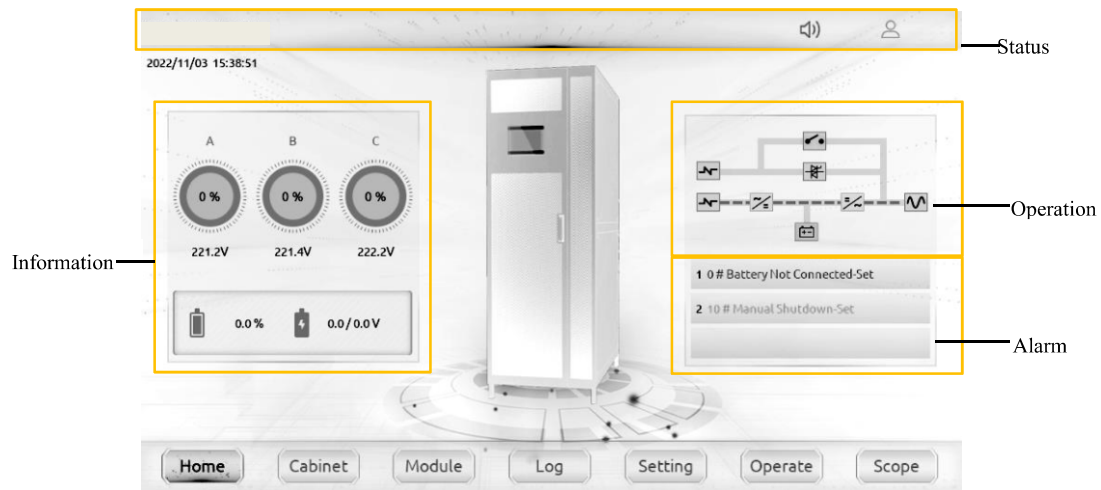 Status
2022/11/03 15:38:51
A B C
0 % 0 % 0 %
221.2V 221.4V 222.2V
0.0 % 0.0 / 0.0 V
Information
Operation
1 0 # Battery Not Connected-Set
2 10 # Manual Shutdown-Set
Alarm
Home Cabinet Module Log Setting Operate Scope